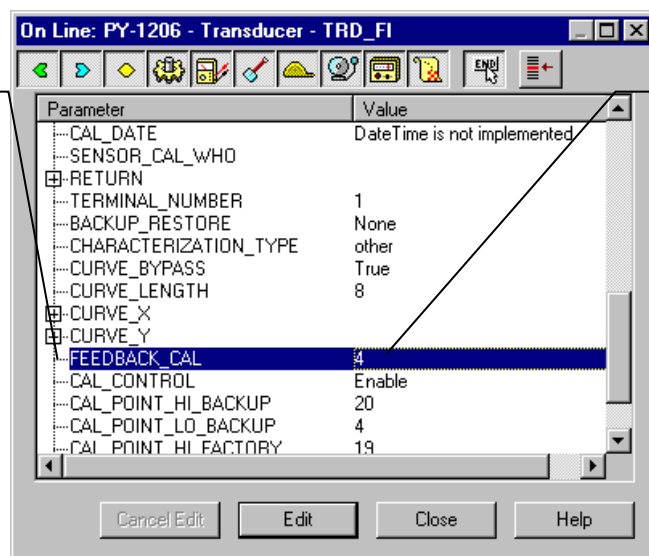 On Line: PY-1206 - Transducer - TRD_FI
END
Parameter Value
CAL_DATE DateTime is not implemented
SENSOR_CAL_WHO
RETURN
TERMINAL_NUMBER 1
BACKUP_RESTORE None
CHARACTERIZATION_TYPE other
CURVE_BYPASS True
CURVE_LENGTH 8
CURVE_X
CURVE_Y
FEEDBACK_CAL 4
CAL_CONTROL Enable
CAL_POINT_HI_BACKUP 20
CAL_POINT_LO_BACKUP 4
CAL_POINT_HI_FACTORY 19
Cancel Edit Edit Close Help